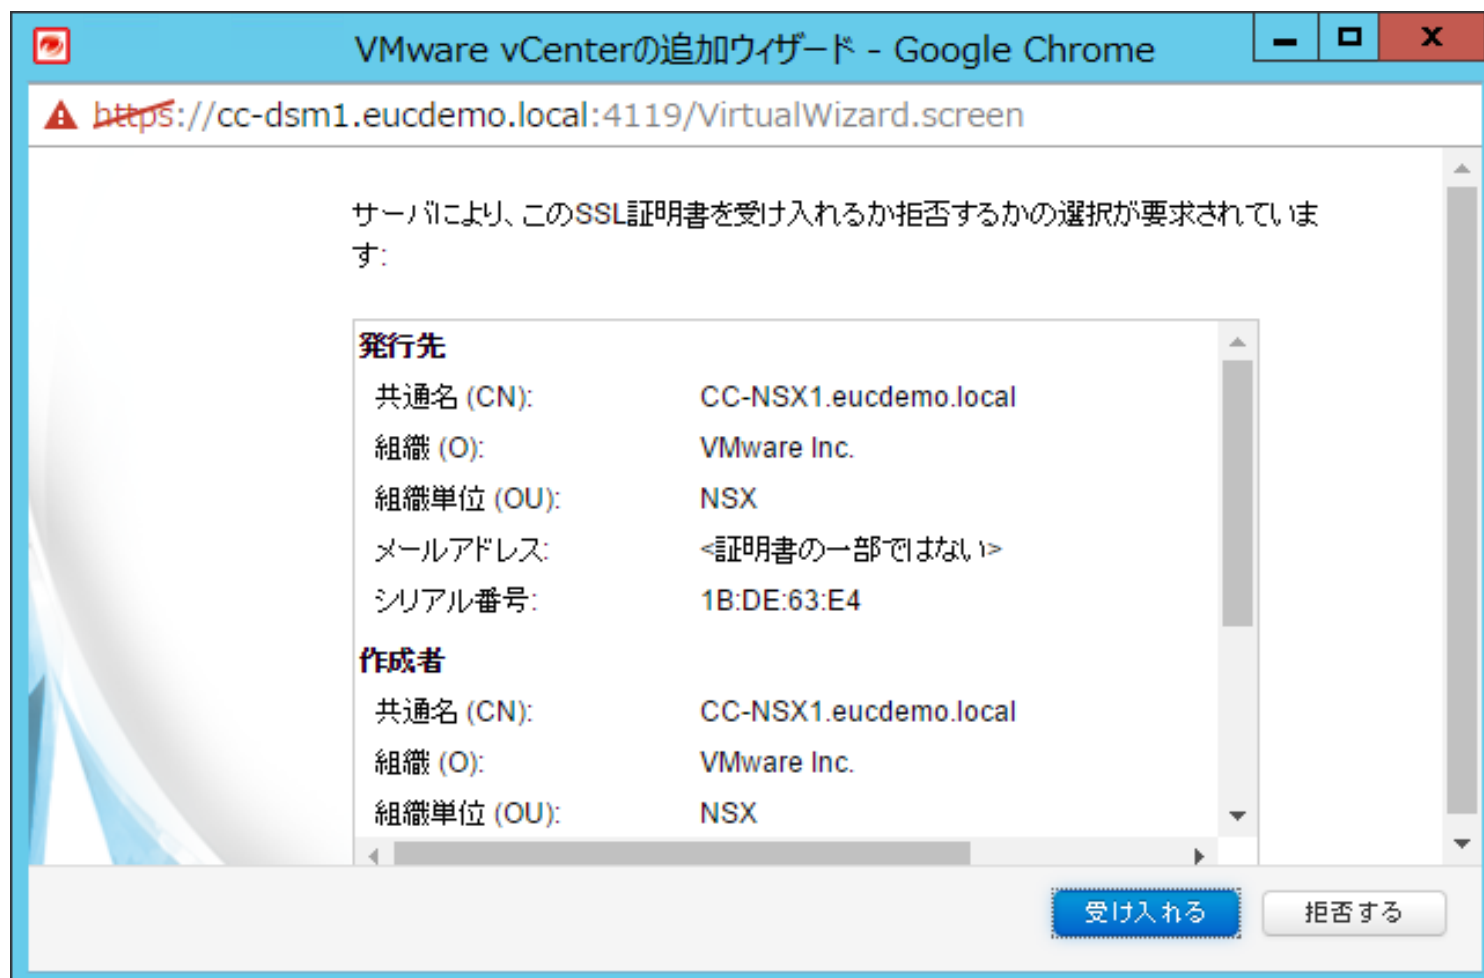 VMware vCenterの追加ウィザード - Google Chrome
https://cc-dsm1.eucdemo.local:4119/VirtualWizard.screen
サーバにより、このSSL証明書を受け入れるか拒否するかの選択が要求されていま
す:
発行先
共通名 (CN): CC-NSX1.eucdemo.local
組織 (O): VMware Inc.
組織単位 (OU): NSX
メールアドレス: <証明書の一部ではない>
シリアル番号: 1B:DE:63:E4
作成者
共通名 (CN): CC-NSX1.eucdemo.local
組織 (O): VMware Inc.
組織単位 (OU): NSX
受け入れる 拒否する